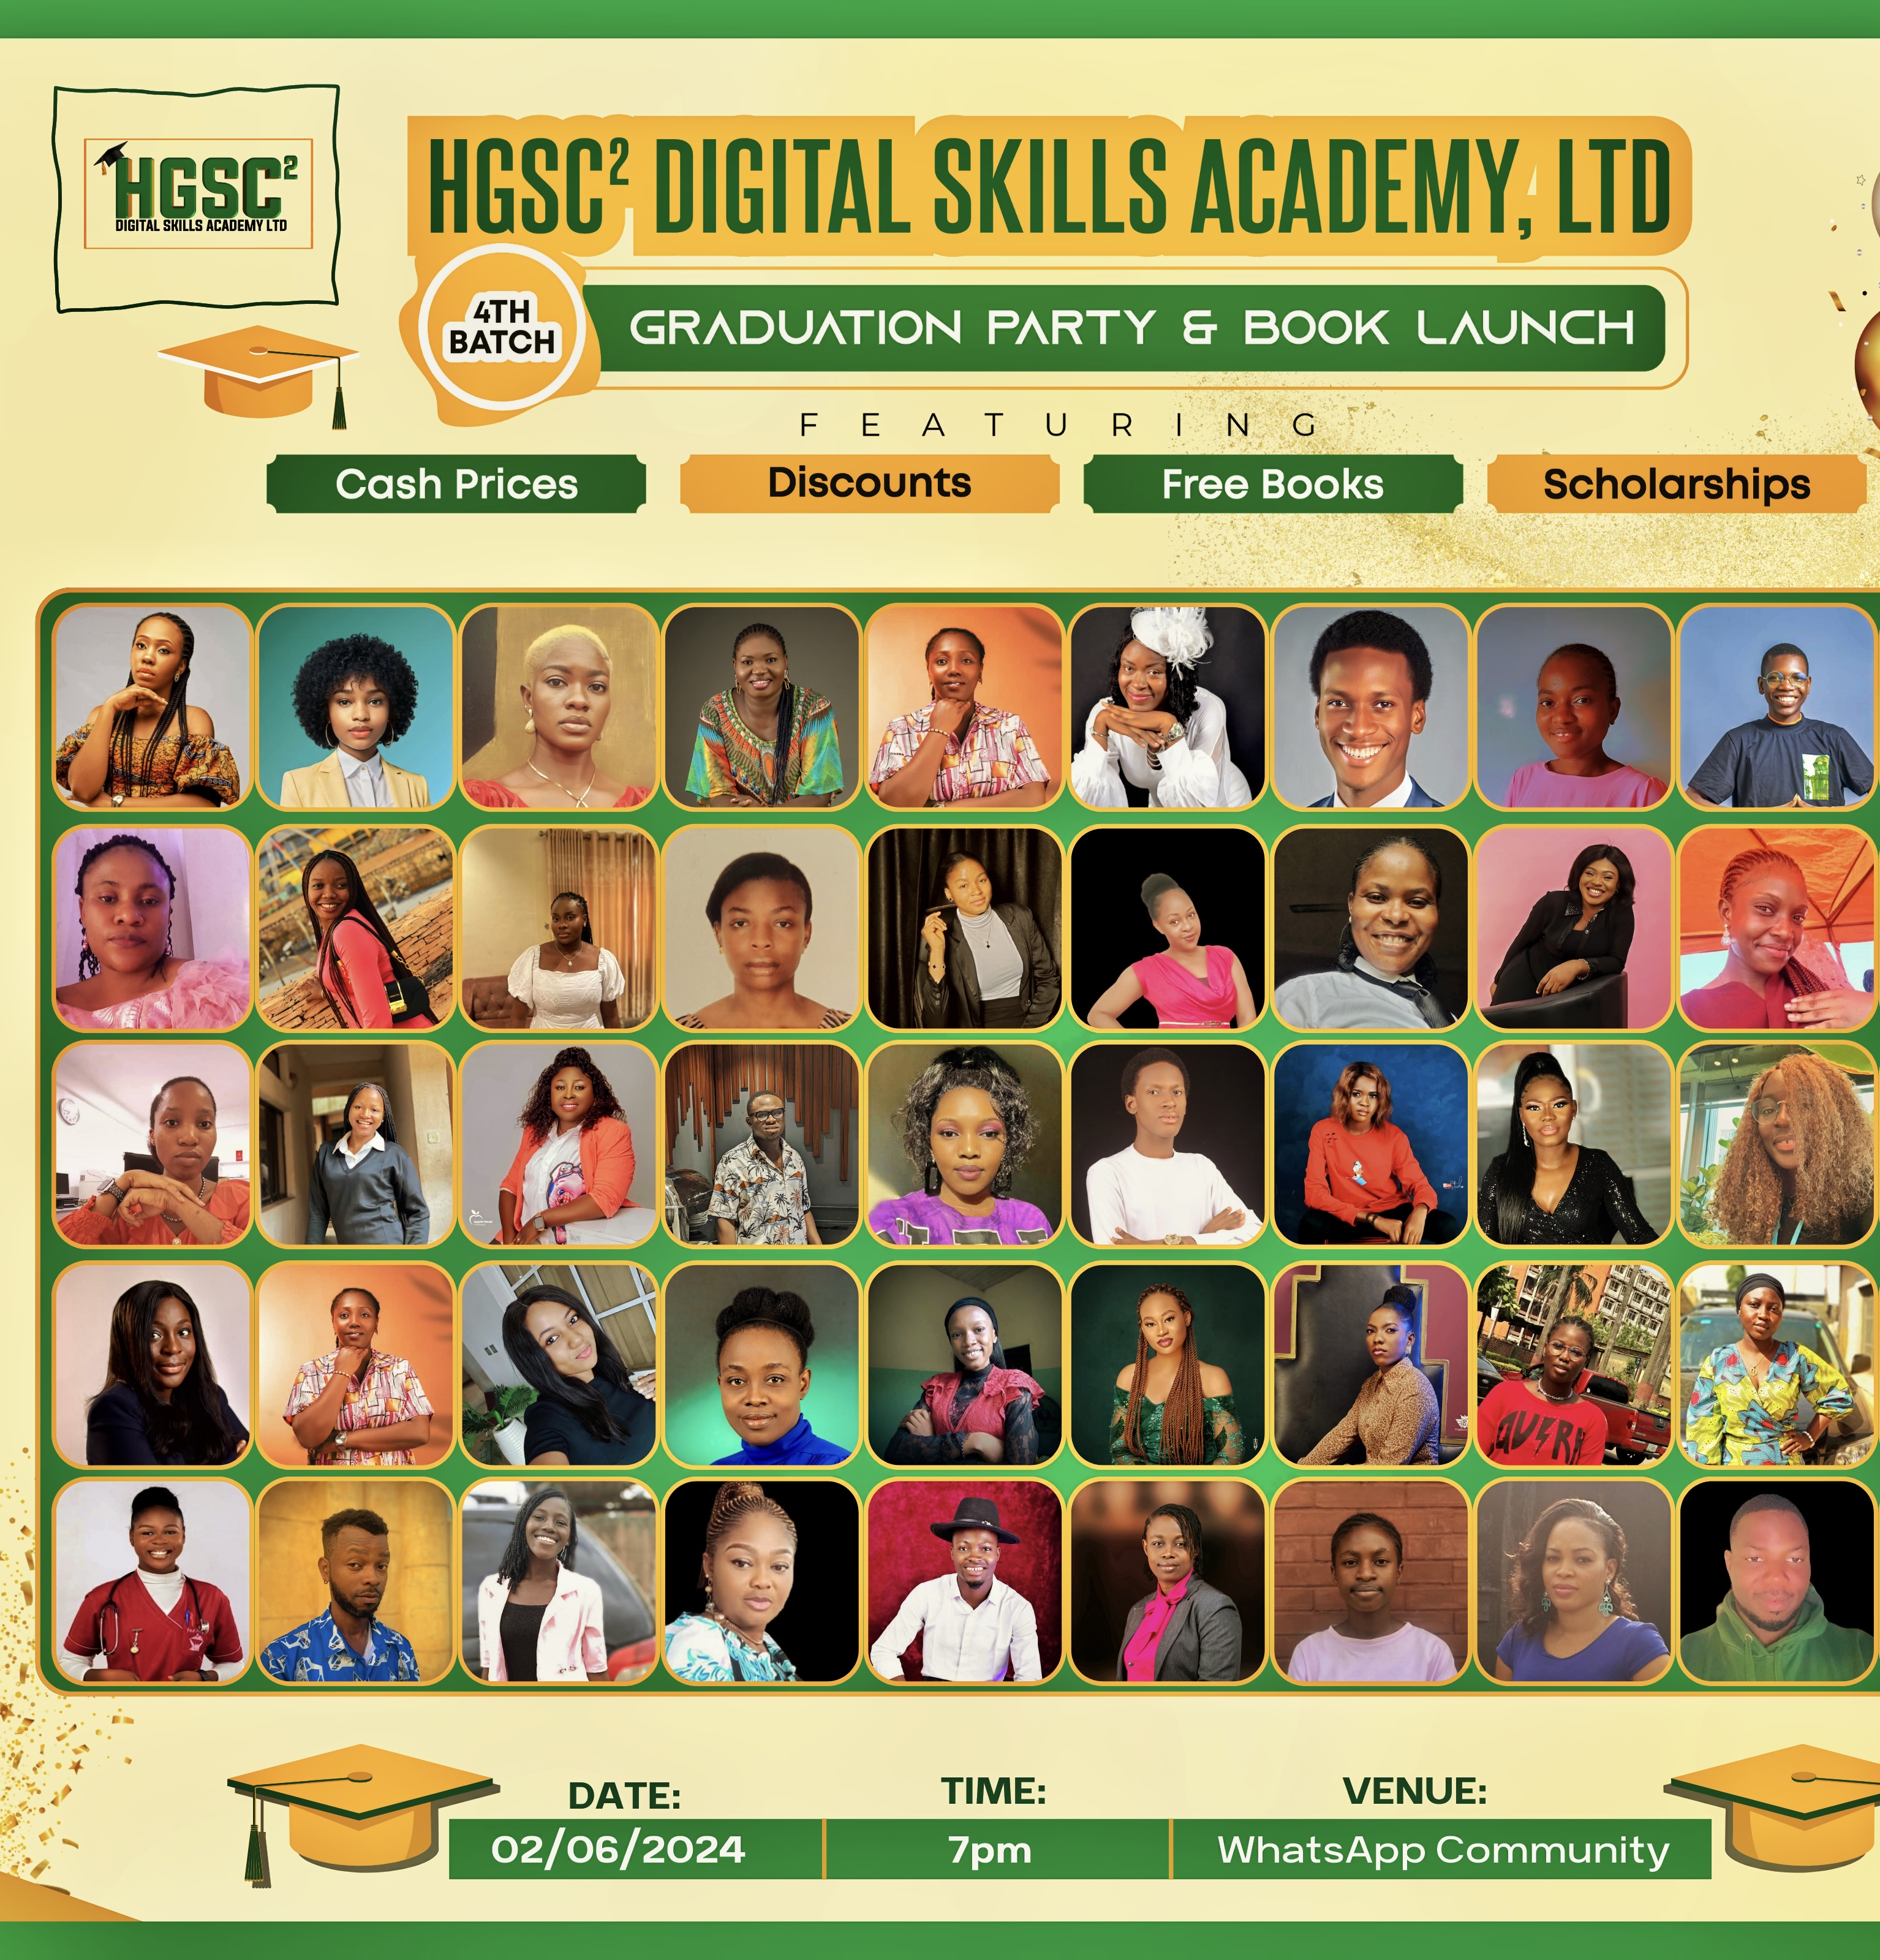 HGSC²
DIGITAL SKILLS ACADEMY LTD
HGSC² DIGITAL SKILLS ACADEMY, LTD
4TH
BATCH
GRADUATION PARTY & BOOK LAUNCH
FEATURING
Cash Prices
Discounts
Free Books
Scholarships
DATE:
TIME:
VENUE:
02/06/2024
7pm
WhatsApp Community